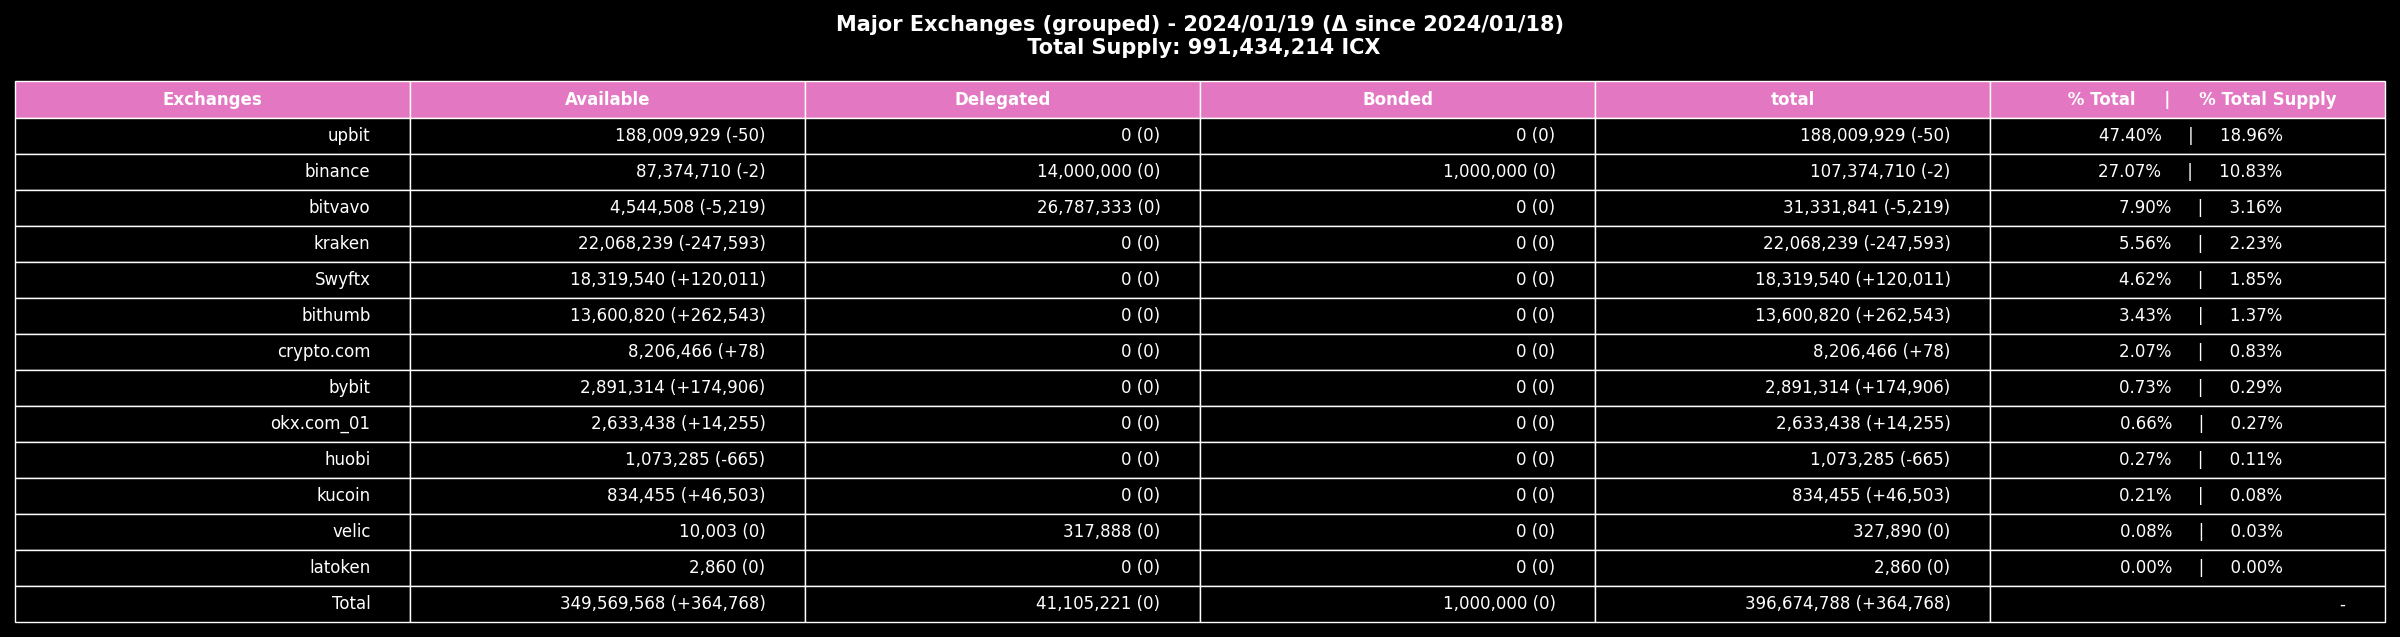 Major Exchanges (grouped) - 2024/01/19 (Δ since 2024/01/18)
Total Supply: 991,434,214 ICX
Exchanges Available Delegated Bonded total % Total | % Total Supply
upbit 188,009,929 (-50) 0 (0) 0 (0) 188,009,929 (-50) 47.40% | 18.96%
binance 87,374,710 (-2) 14,000,000 (0) 1,000,000 (0) 107,374,710 (-2) 27.07% | 10.83%
bitvavo 4,544,508 (-5,219) 26,787,333 (0) 0 (0) 31,331,841 (-5,219) 7.90% | 3.16%
kraken 22,068,239 (-247,593) 0 (0) 0 (0) 22,068,239 (-247,593) 5.56% | 2.23%
Swyftx 18,319,540 (+120,011) 0 (0) 0 (0) 18,319,540 (+120,011) 4.62% | 1.85%
bithumb 13,600,820 (+262,543) 0 (0) 0 (0) 13,600,820 (+262,543) 3.43% | 1.37%
crypto.com 8,206,466 (+78) 0 (0) 0 (0) 8,206,466 (+78) 2.07% | 0.83%
bybit 2,891,314 (+174,906) 0 (0) 0 (0) 2,891,314 (+174,906) 0.73% | 0.29%
okx.com_01 2,633,438 (+14,255) 0 (0) 0 (0) 2,633,438 (+14,255) 0.66% | 0.27%
huobi 1,073,285 (-665) 0 (0) 0 (0) 1,073,285 (-665) 0.27% | 0.11%
kucoin 834,455 (+46,503) 0 (0) 0 (0) 834,455 (+46,503) 0.21% | 0.08%
velic 10,003 (0) 317,888 (0) 0 (0) 327,890 (0) 0.08% | 0.03%
latoken 2,860 (0) 0 (0) 0 (0) 2,860 (0) 0.00% | 0.00%
Total 349,569,568 (+364,768) 41,105,221 (0) 1,000,000 (0) 396,674,788 (+364,768) -